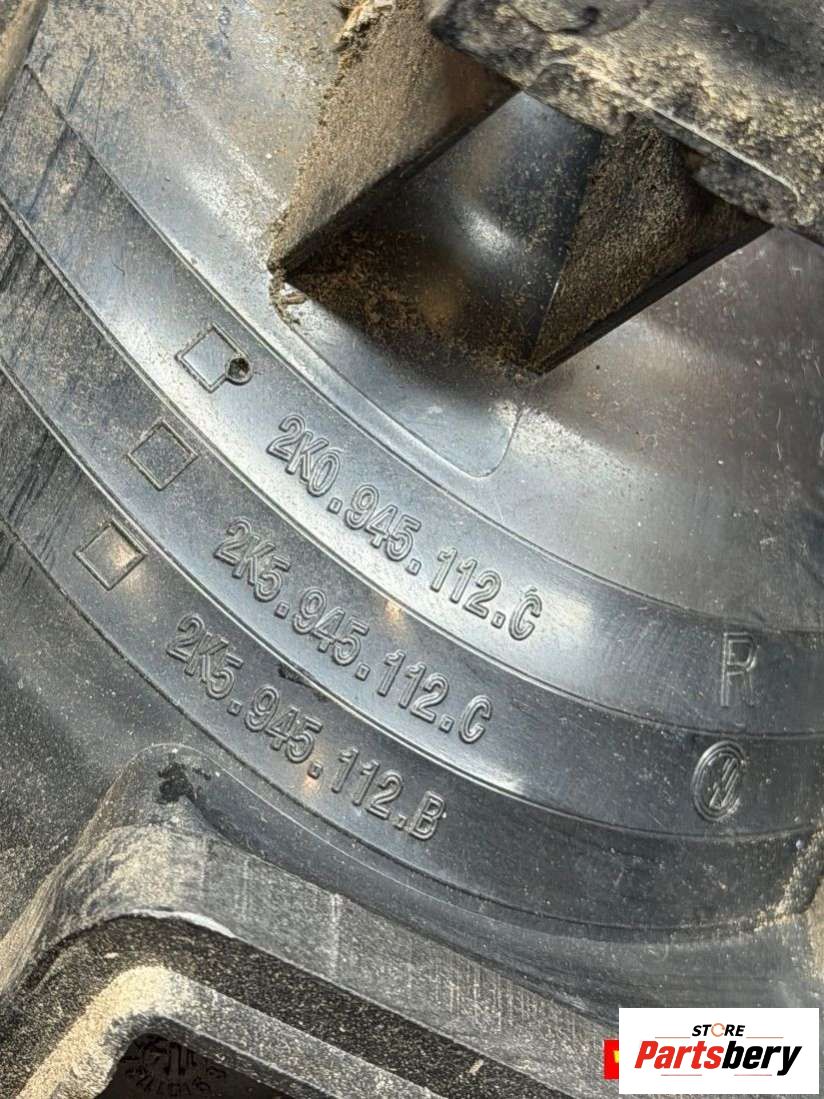 2K0.945.112.C
2K5.945.112.C
2K5.945.112.B
R
STORE
Partsbery